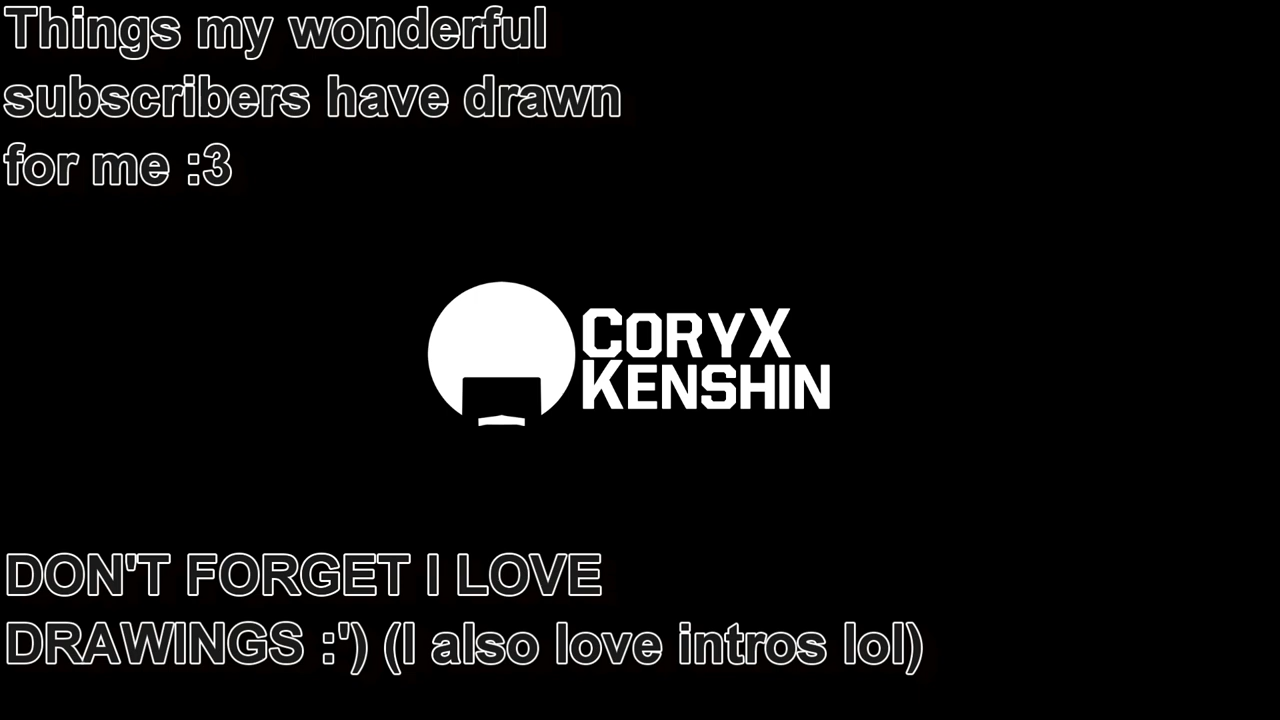 Things my wonderful
subscribers have drawn
for me :3
CORYX
KENSHIN
DON'T FORGET I LOVE
DRAWINGS :') (I also love intros lol)